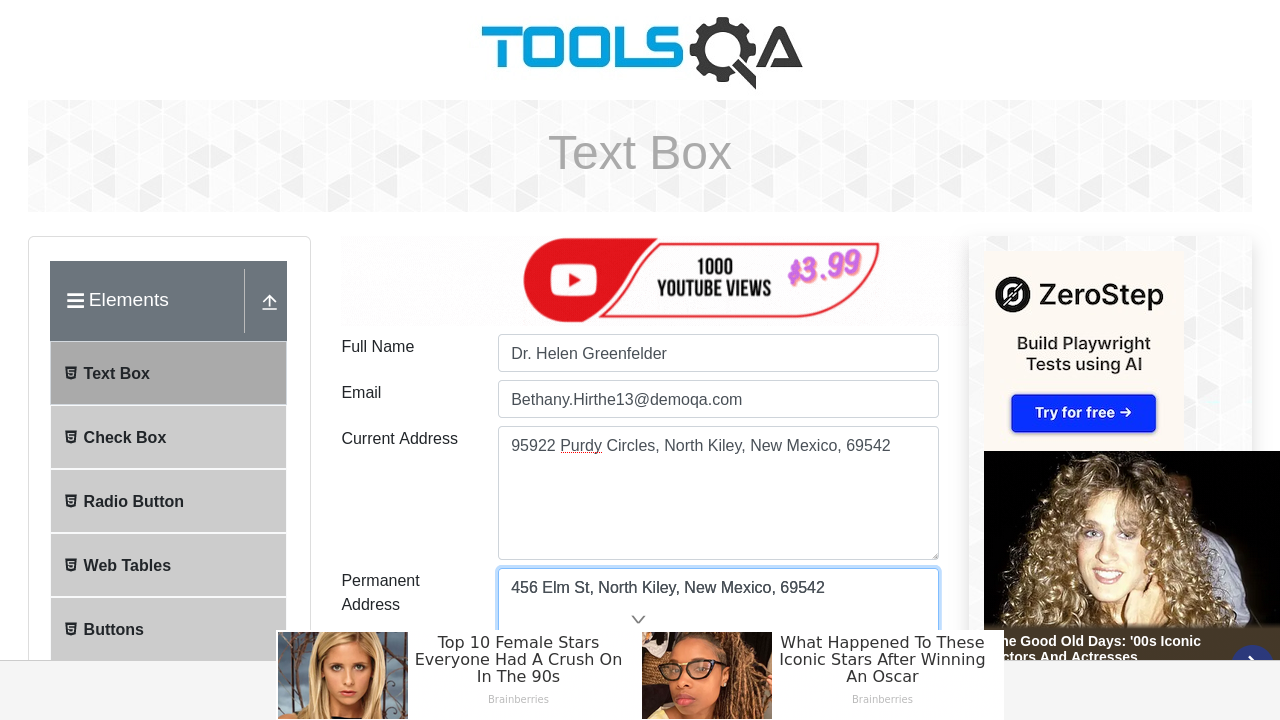 TOOLSQA
Text Box
Elements
Text Box
Check Box
Radio Button
Web Tables
Buttons
1000
YOUTUBE VIEWS
$3.99
Full Name
Dr. Helen Greenfelder
Email
Bethany.Hirthe13@demoqa.com
Current Address
95922 Purdy Circles, North Kiley, New Mexico, 69542
Permanent
Address
456 Elm St, North Kiley, New Mexico, 69542
ZeroStep
Build Playwright
Tests using AI
Try for free →
he Good Old Days: '00s Iconic
ctors And Actresses
Top 10 Female Stars
Everyone Had A Crush On
In The 90s
Brainberries
What Happened To These
Iconic Stars After Winning
An Oscar
Brainberries